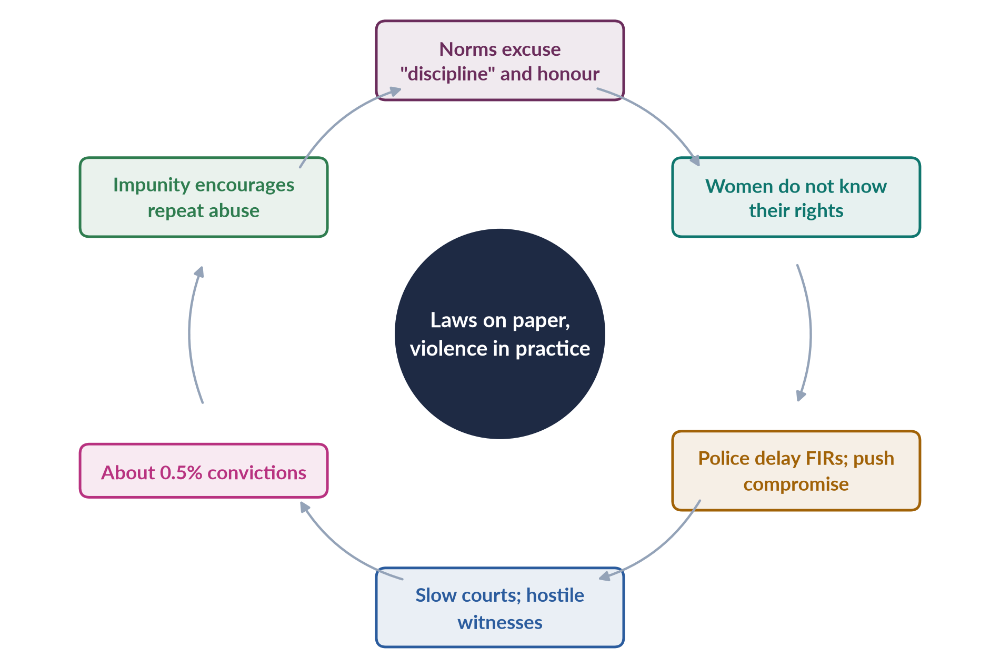 Norms excuse
"discipline" and honour
Women do not know
their rights
Police delay FIRs; push
compromise
Slow courts; hostile
witnesses
About 0.5% convictions
Impunity encourages
repeat abuse
Laws on paper,
violence in practice